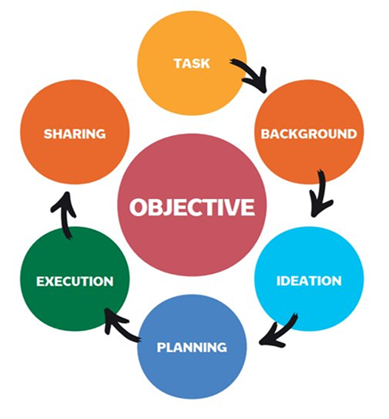 TASK
BACKGROUND
IDEATION
PLANNING
EXECUTION
SHARING
OBJECTIVE